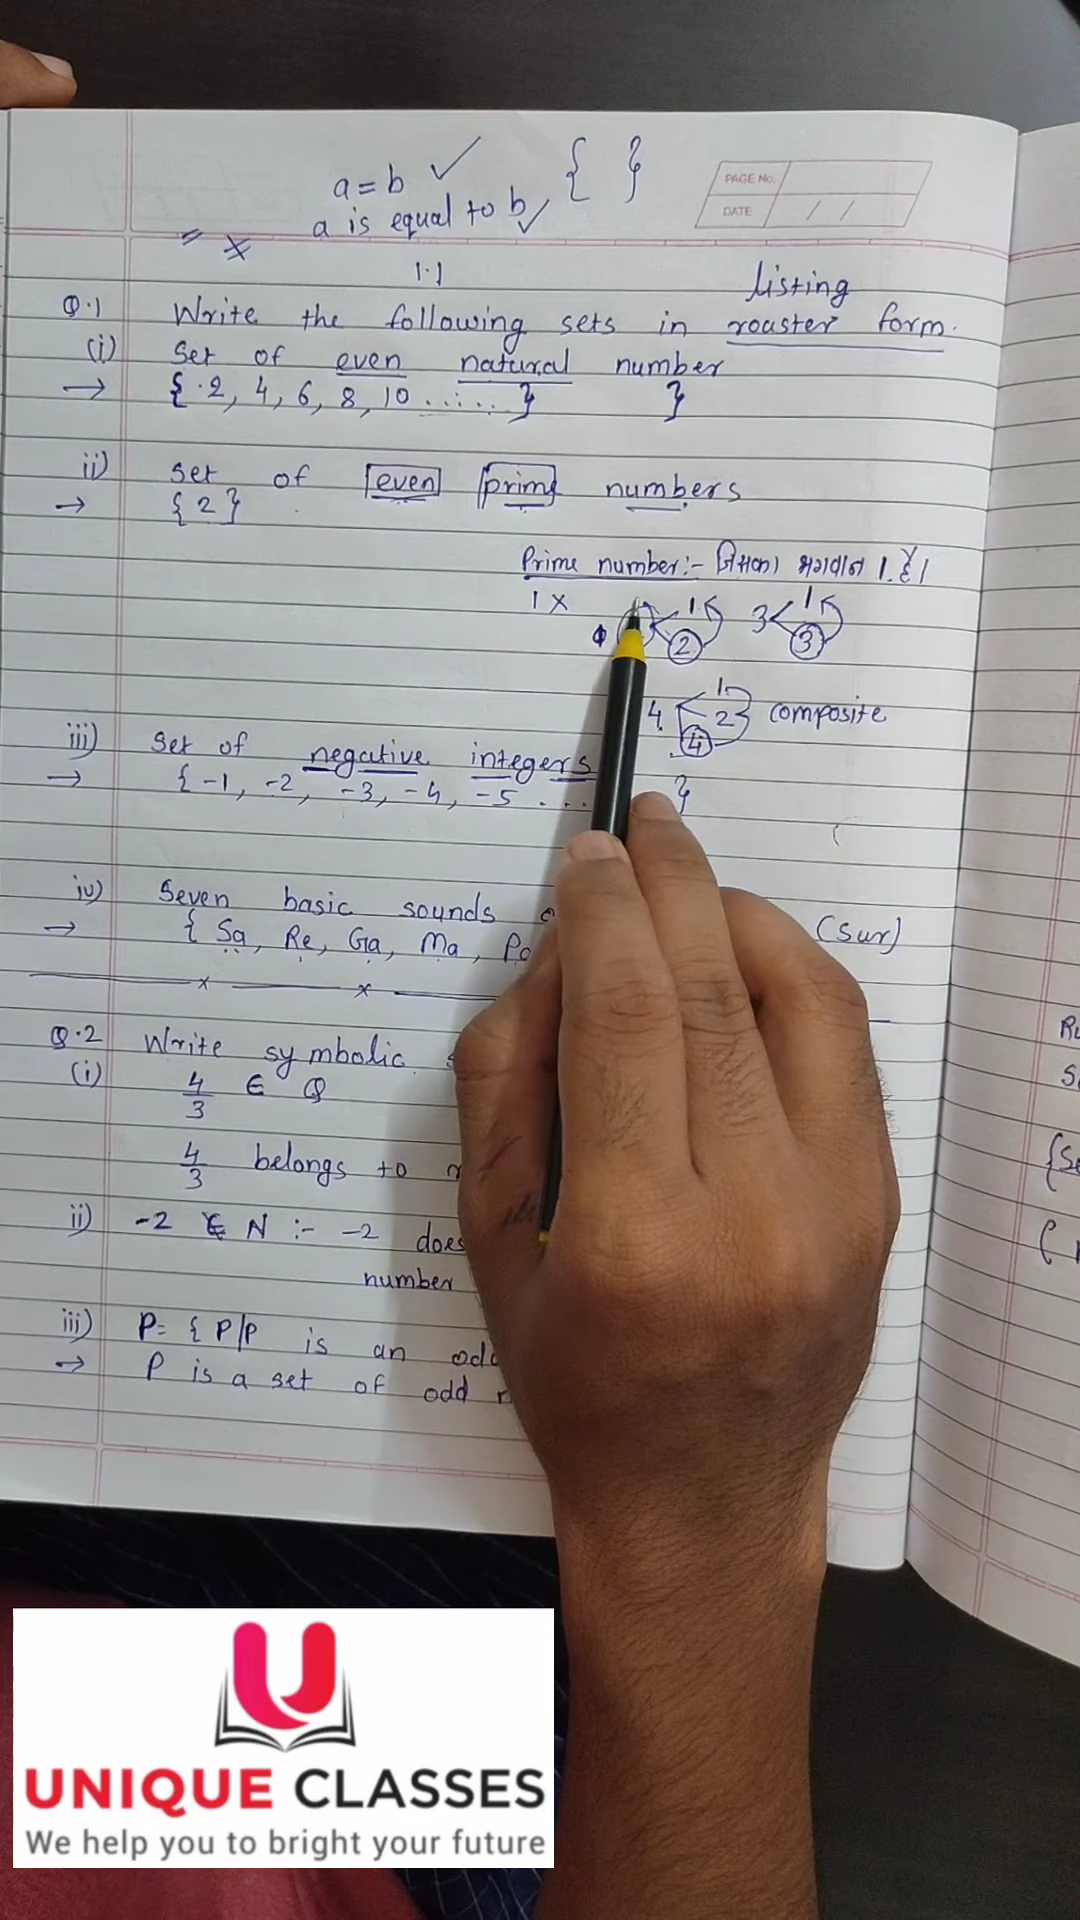 a = b ✓ { }
a is equal to b ✓
= ×
PAGE No.
DATE / /
1.1
listing
Q.1 Write the following sets in roaster form.
(i) set of even natural number
→ { 2, 4, 6, 8, 10 ....... } }
ii) set of even prime numbers
→ { 2 }
Prime number:-
1 ×
1
2
3 1
3
4 1
2
4
composite
iii) set of negative integers
→ { -1, -2, -3, -4, -5 ... }
iv) Seven basic sounds (Sur)
→ { Sa, Re, Ga, Ma,
× ×
Q.2 Write symbolic
(i) 4/3 ∈ Q
4/3 belongs to
ii) -2 ∉ N :- -2 does
number
iii) P= { P/P is an odd
→ P is a set of odd
UNIQUE CLASSES
We help you to bright your future